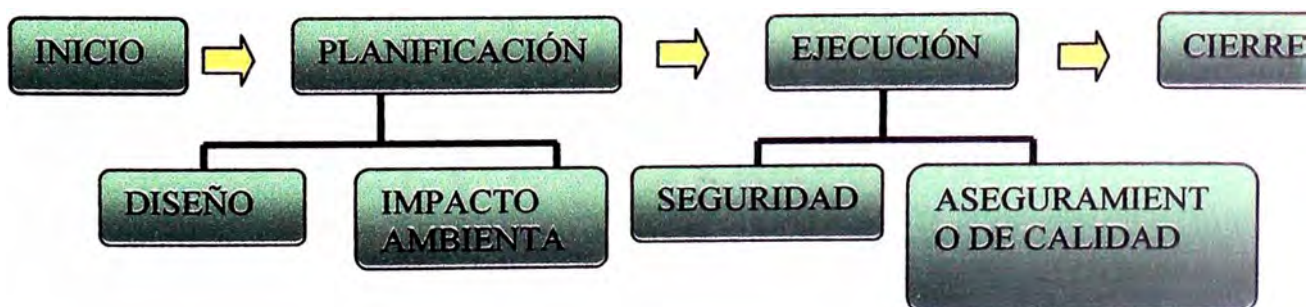 INICIO
PLANIFICACIÓN
EJECUCIÓN
CIERRE
DISEÑO
IMPACTO
AMBIENTA
SEGURIDAD
ASEGURAMIENT
O DE CALIDAD